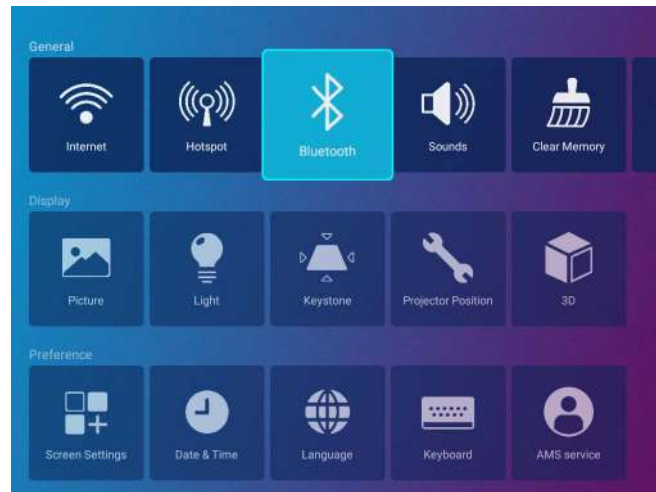 General
Internet
Hotspot
Bluetooth
Sounds
Clear Memory
Display
Picture
Light
Keystone
Projector Position
3D
Preference
Screen Settings
Date & Time
Language
Keyboard
AMS service